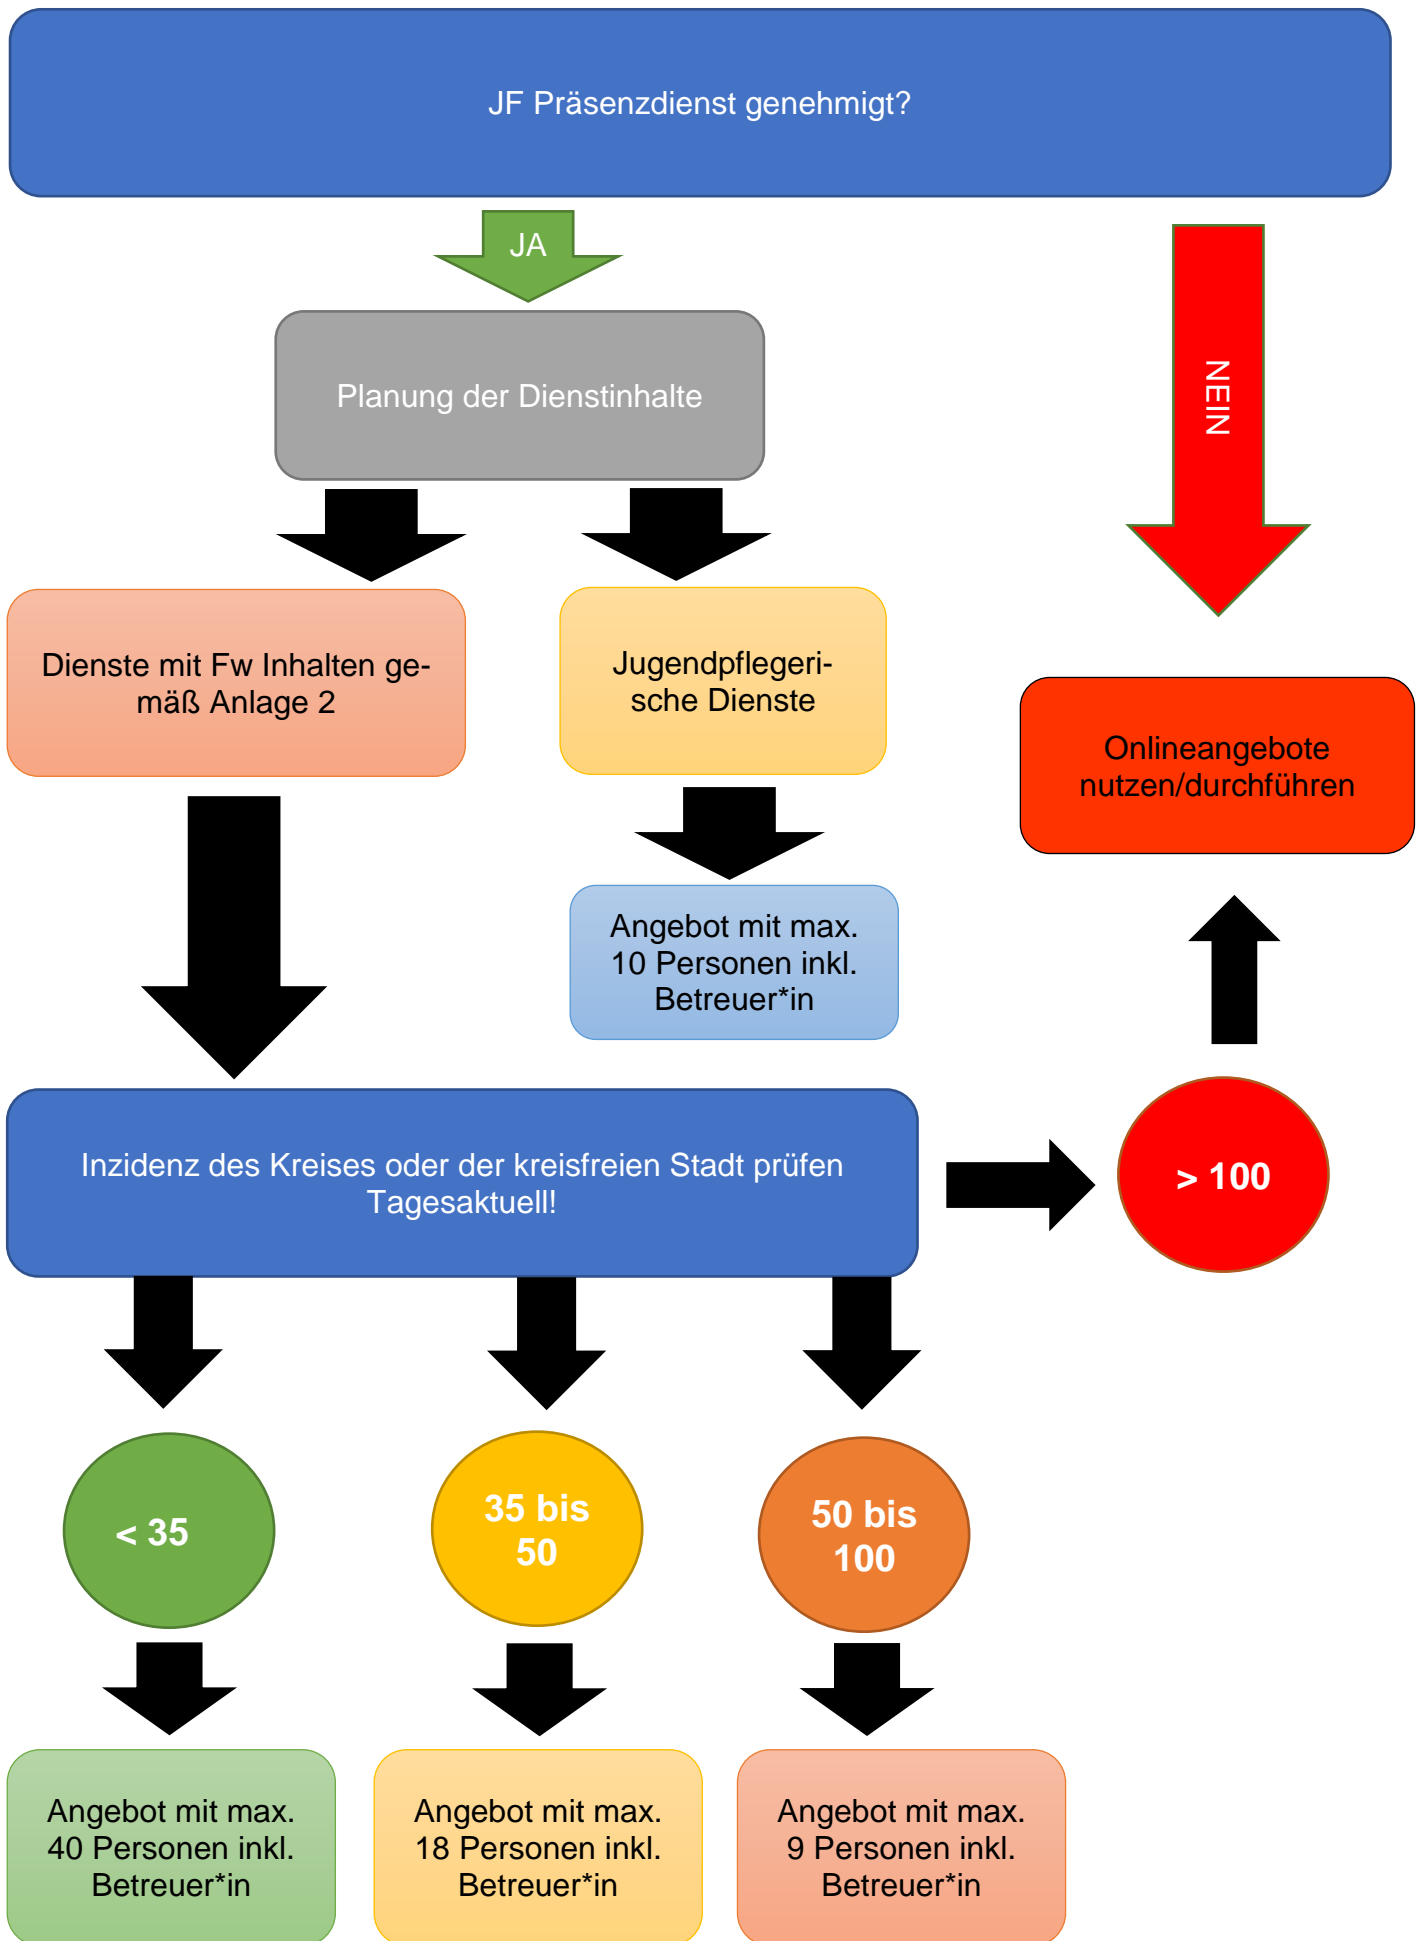 JF Präsenzdienst genehmigt?
JA
NEIN
Planung der Dienstinhalte
Dienste mit Fw Inhalten ge-
mäß Anlage 2
Jugendpflegeri-
sche Dienste
Onlineangebote
nutzen/durchführen
Angebot mit max.
10 Personen inkl.
Betreuer*in
Inzidenz des Kreises oder der kreisfreien Stadt prüfen
Tagesaktuell!
> 100
< 35
35 bis
50
50 bis
100
Angebot mit max.
40 Personen inkl.
Betreuer*in
Angebot mit max.
18 Personen inkl.
Betreuer*in
Angebot mit max.
9 Personen inkl.
Betreuer*in